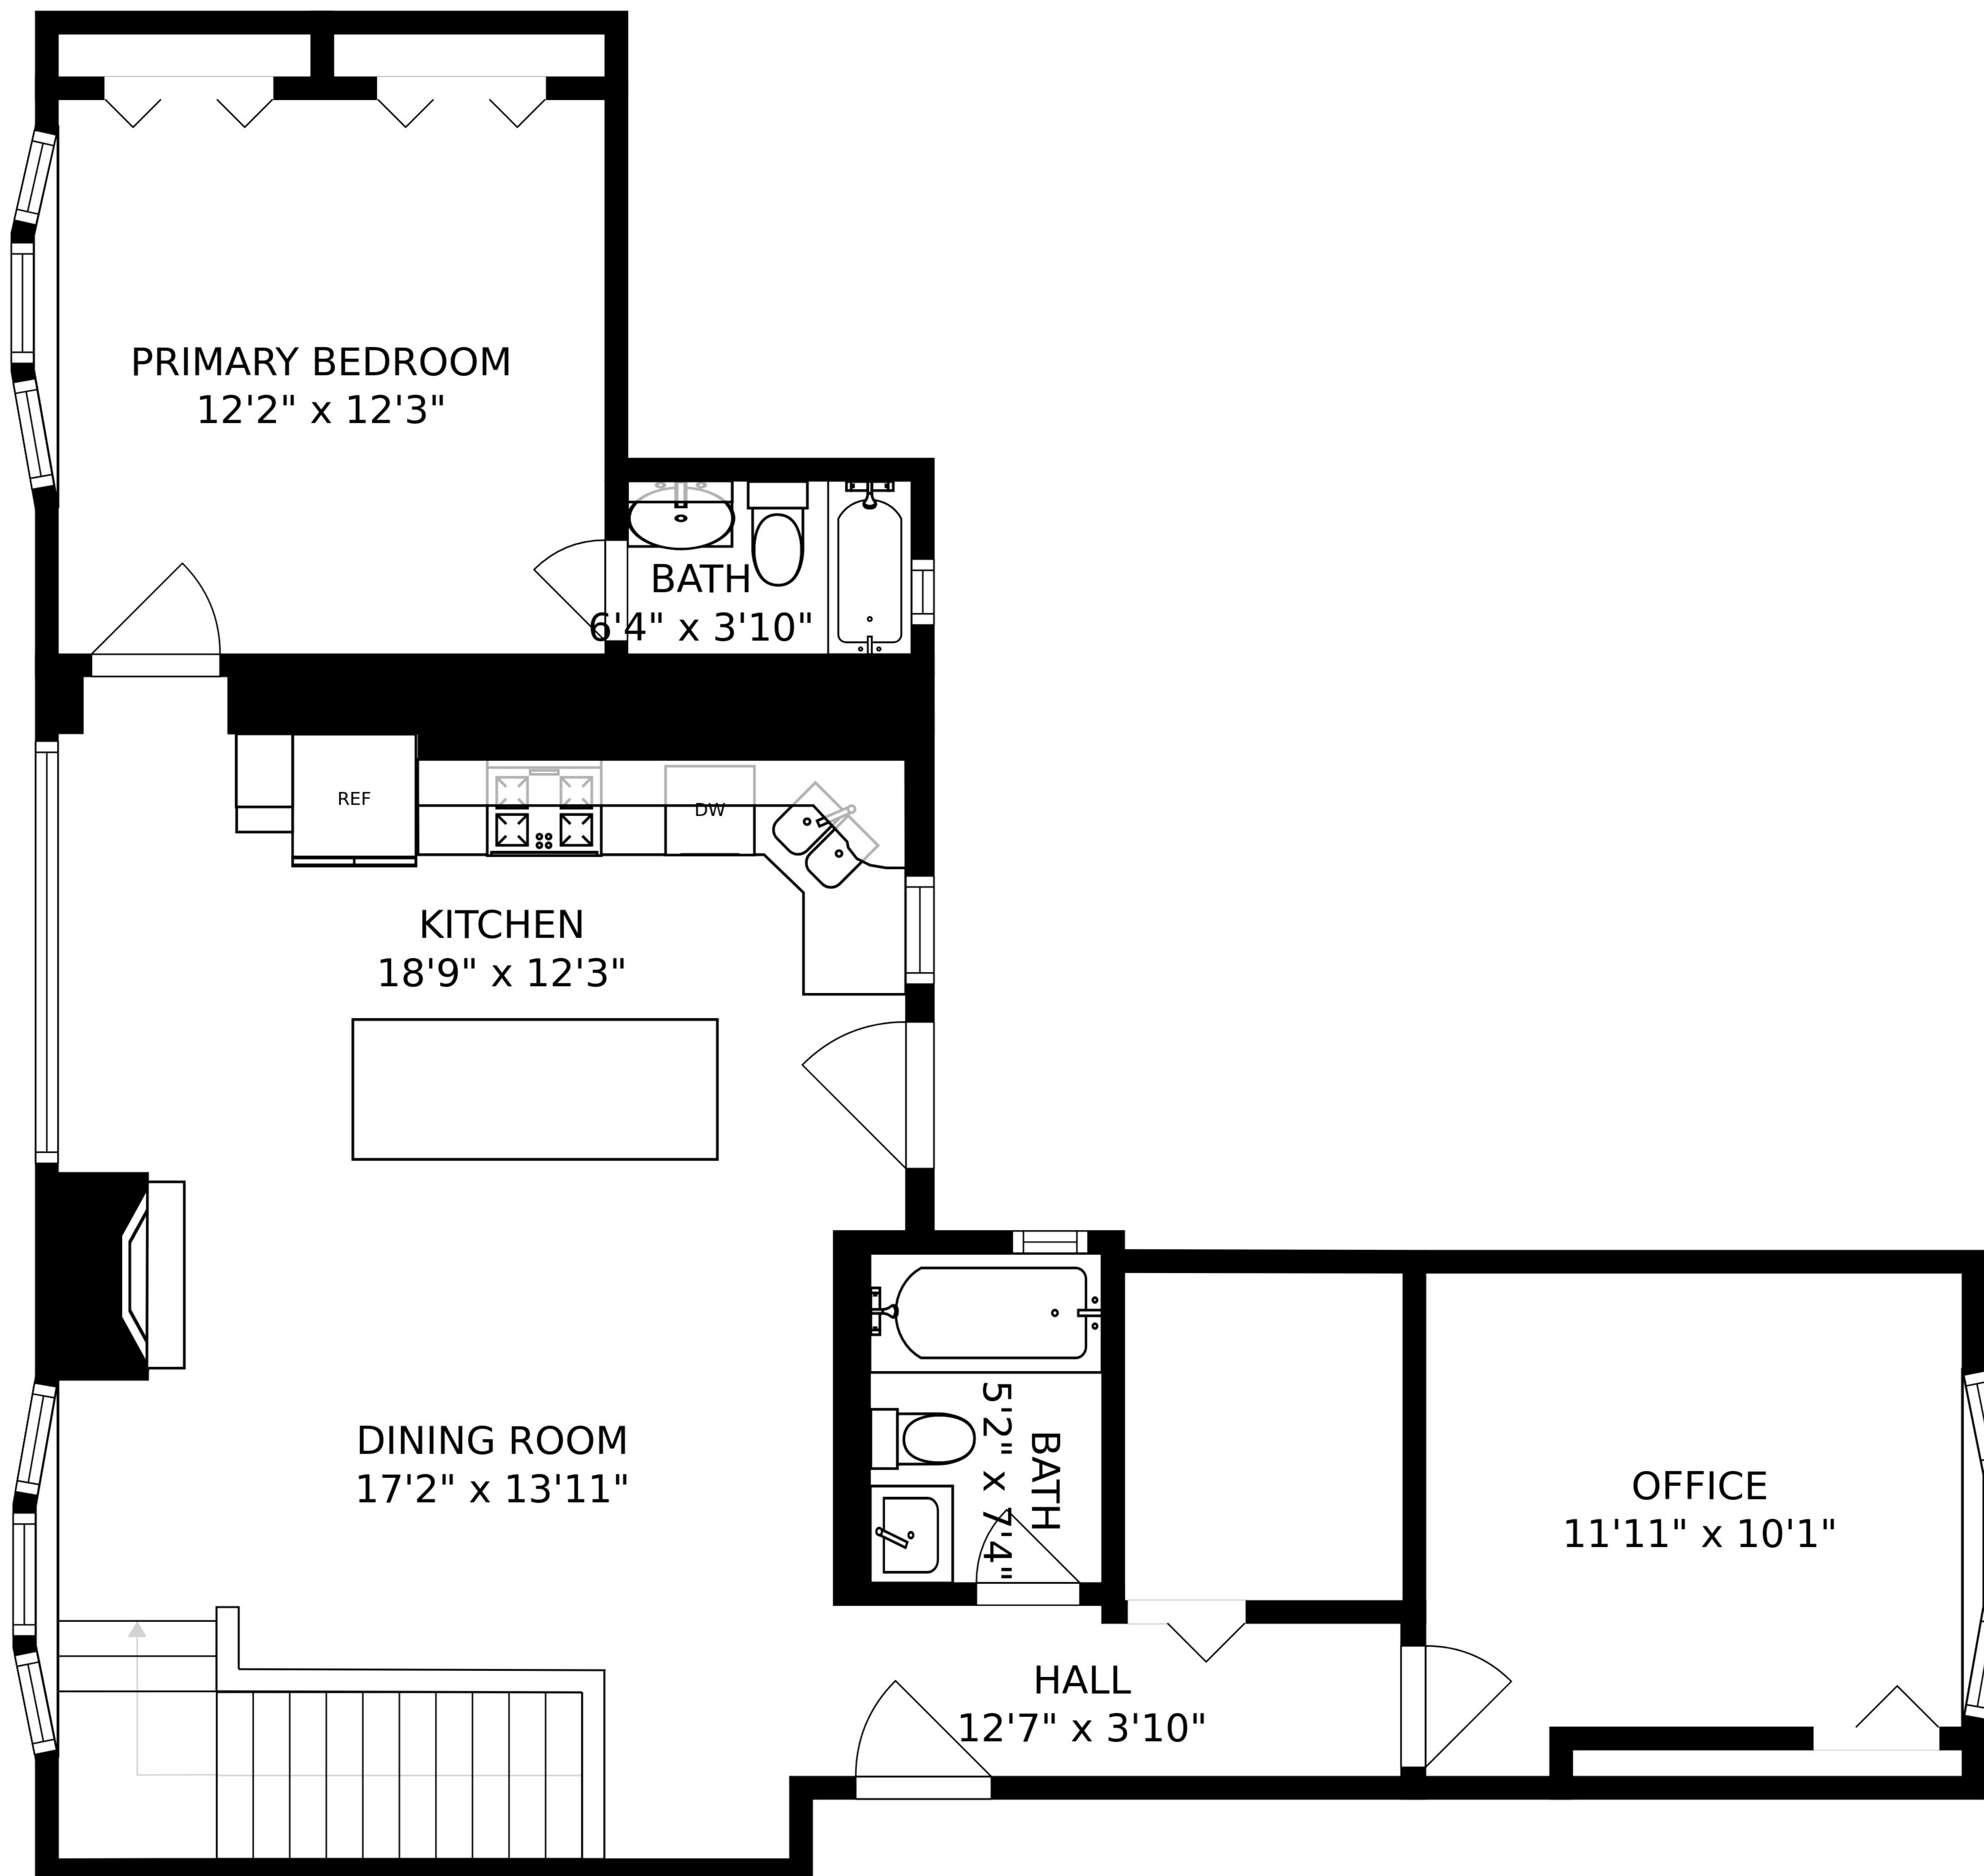 PRIMARY BEDROOM
12'2" x 12'3"
BATH
6'4" x 3'10"
REF
DW
KITCHEN
18'9" x 12'3"
DINING ROOM
17'2" x 13'11"
BATH
5'2" x 7'4"
OFFICE
11'11" x 10'1"
HALL
12'7" x 3'10"